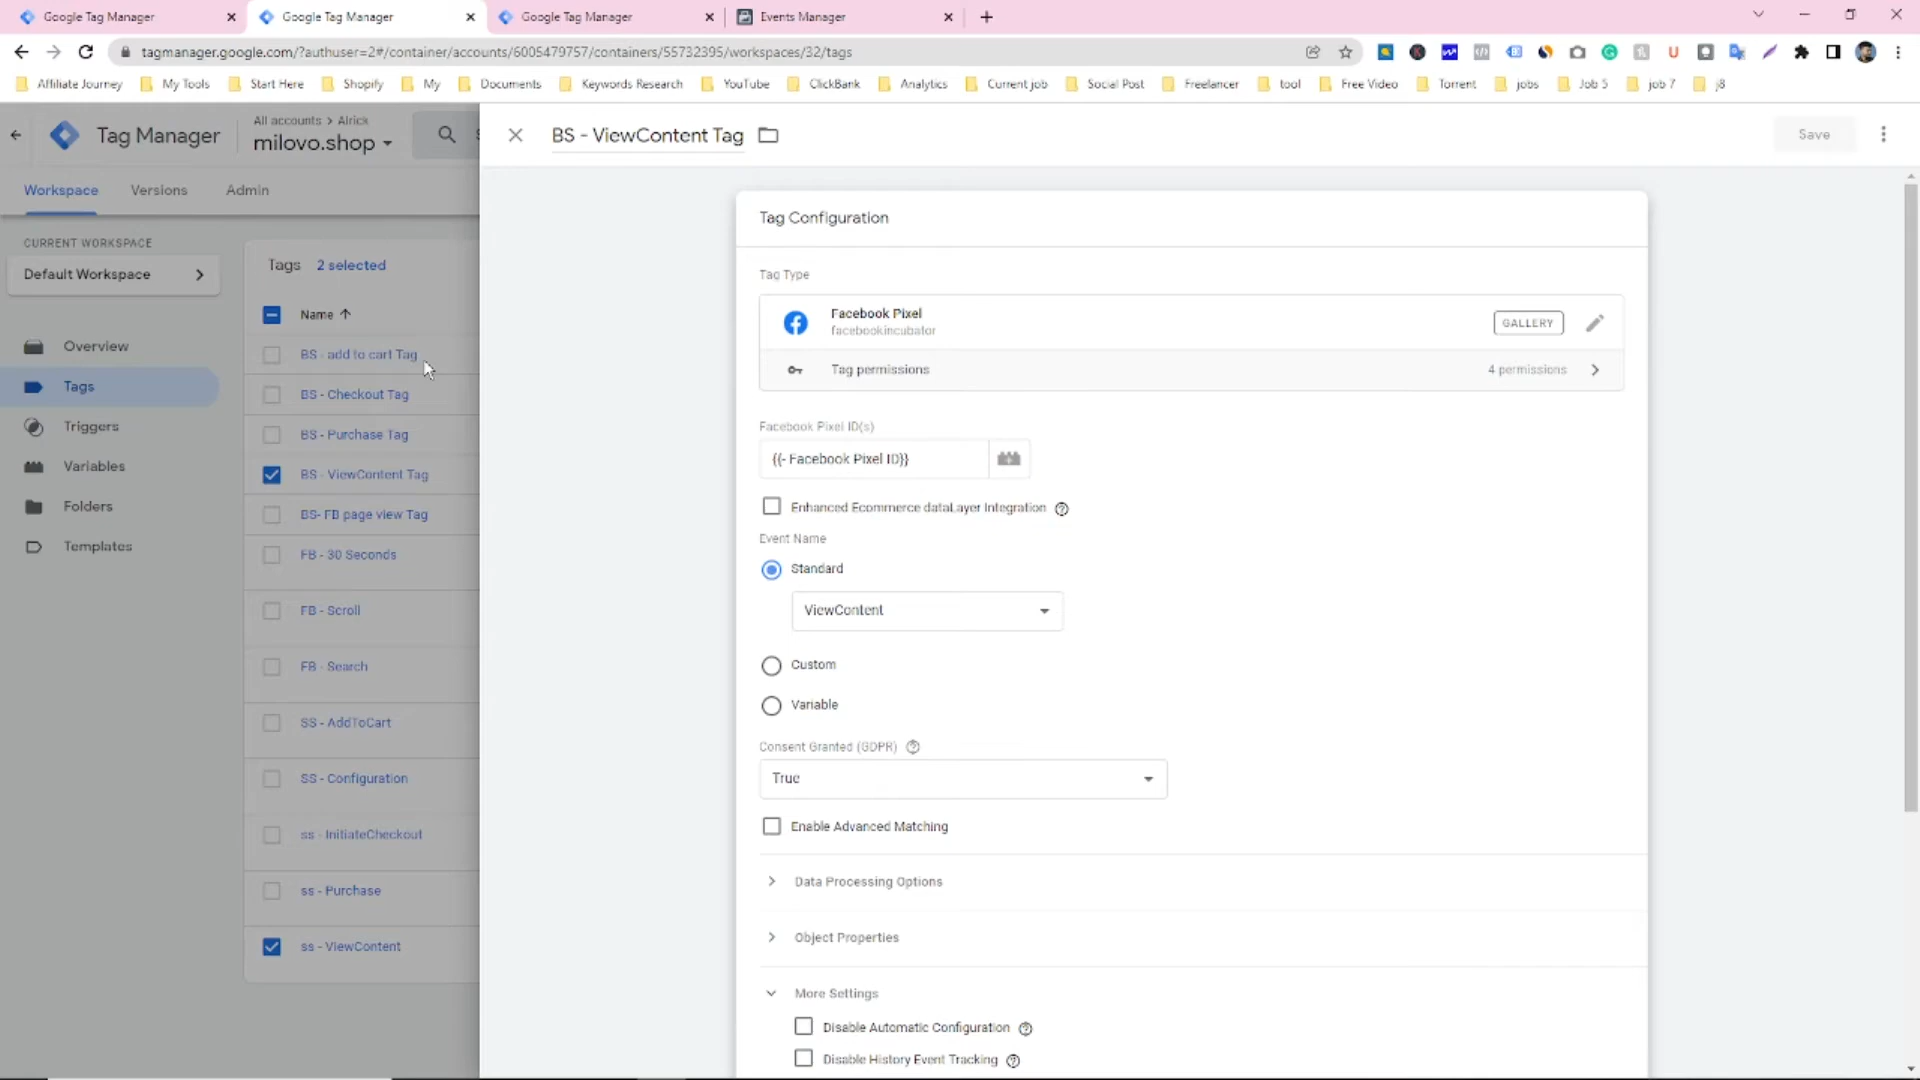 Google Tag Manager
Google Tag Manager
Google Tag Manager
Events Manager
tagmanager.google.com/?authuser=2#/container/accounts/6005479757/containers/55732395/workspaces/32/tags
Affiliate Journey
My Tools
Start Here
Shopify
My
Documents
Keywords Research
YouTube
ClickBank
Analytics
Current job
Social Post
Freelancer
tool
Free Video
Torrent
jobs
Job 5
job 7
j8
Tag Manager
All accounts > Alrick
milovo.shop
BS - ViewContent Tag
Save
Workspace
Versions
Admin
CURRENT WORKSPACE
Default Workspace
Overview
Tags
Triggers
Variables
Folders
Templates
Tags 2 selected
Name
BS - add to cart Tag
BS - Checkout Tag
BS - Purchase Tag
BS - ViewContent Tag
BS- FB page view Tag
FB - 30 Seconds
FB - Scroll
FB - Search
SS - AddToCart
SS - Configuration
ss - InitiateCheckout
ss - Purchase
ss - ViewContent
Tag Configuration
Tag Type
Facebook Pixel
facebookincubator
GALLERY
Tag permissions
4 permissions
Facebook Pixel ID(s)
{{- Facebook Pixel ID}}
Enhanced Ecommerce dataLayer Integration
Event Name
Standard
ViewContent
Custom
Variable
Consent Granted (GDPR)
True
Enable Advanced Matching
Data Processing Options
Object Properties
More Settings
Disable Automatic Configuration
Disable History Event Tracking